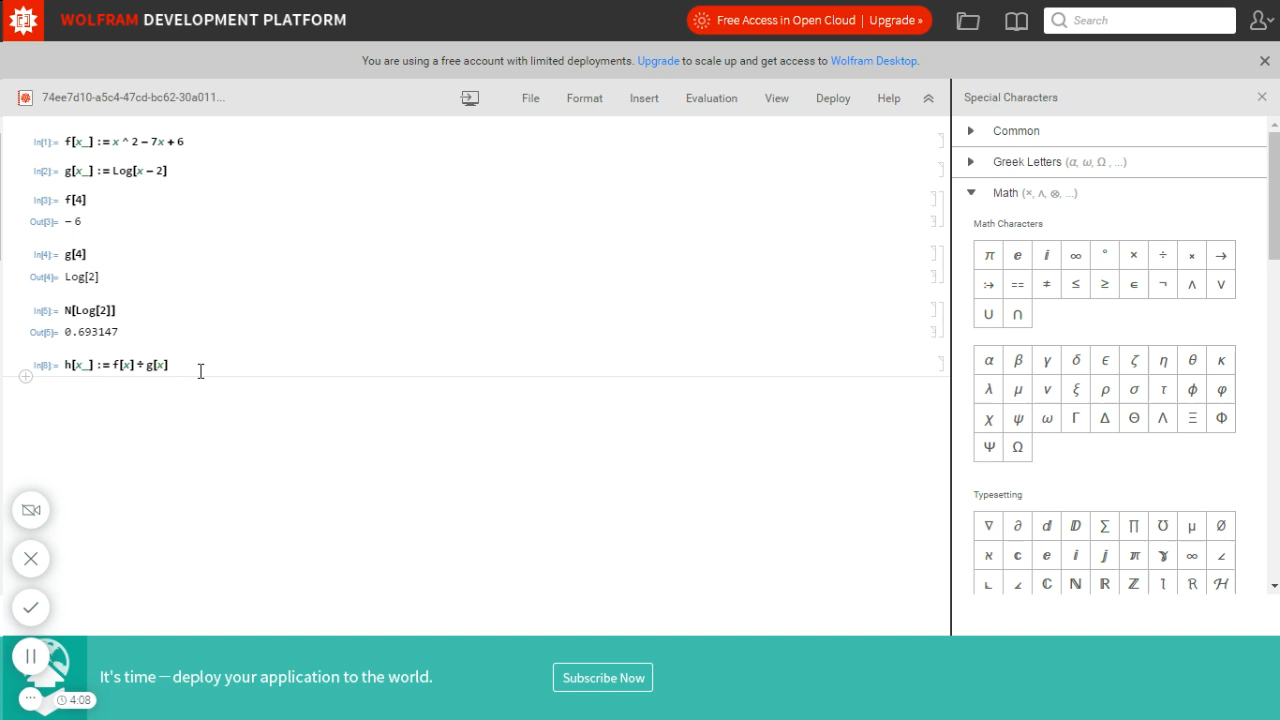 WOLFRAM DEVELOPMENT PLATFORM
Free Access in Open Cloud | Upgrade »
Search
You are using a free account with limited deployments. Upgrade to scale up and get access to Wolfram Desktop.
74ee7d10-a5c4-47cd-bc62-30a011...
File Format Insert Evaluation View Deploy Help
In[1]:= f[x_] := x ^ 2 − 7x + 6
In[2]:= g[x_] := Log[x − 2]
In[3]:= f[4]
Out[3]= − 6
In[4]:= g[4]
Out[4]= Log[2]
In[5]:= N[Log[2]]
Out[5]= 0.693147
In[8]:= h[x_] := f[x] ÷ g[x]
Special Characters
Common
Greek Letters (α, ω, Ω , ...)
Math (×, ∧, ⊗, ...)
Math Characters
π e i ∞ ° × ÷ × →
:→ == ≠ ≤ ≥ ∈ ¬ ∧ ∨
∪ ∩
α β γ δ ϵ ζ η θ κ
λ μ ν ξ ρ σ τ ϕ φ
χ ψ ω Γ Δ Θ Λ Ξ Φ
Ψ Ω
Typesetting
∇ ∂ ⅆ ⅅ ∑ ∏ ℧ µ Ø
ℵ c e i j π ɣ ∞ ∠
∟ ∠ ℂ ℕ ℝ ℤ ℩ ℛ ℋ
It's time — deploy your application to the world.
Subscribe Now
4:08